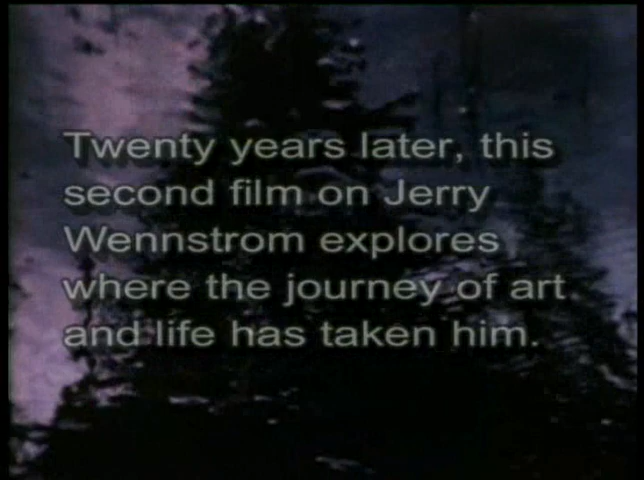 Twenty years later, this
second film on Jerry
Wennstrom explores
where the journey of art
and life has taken him.